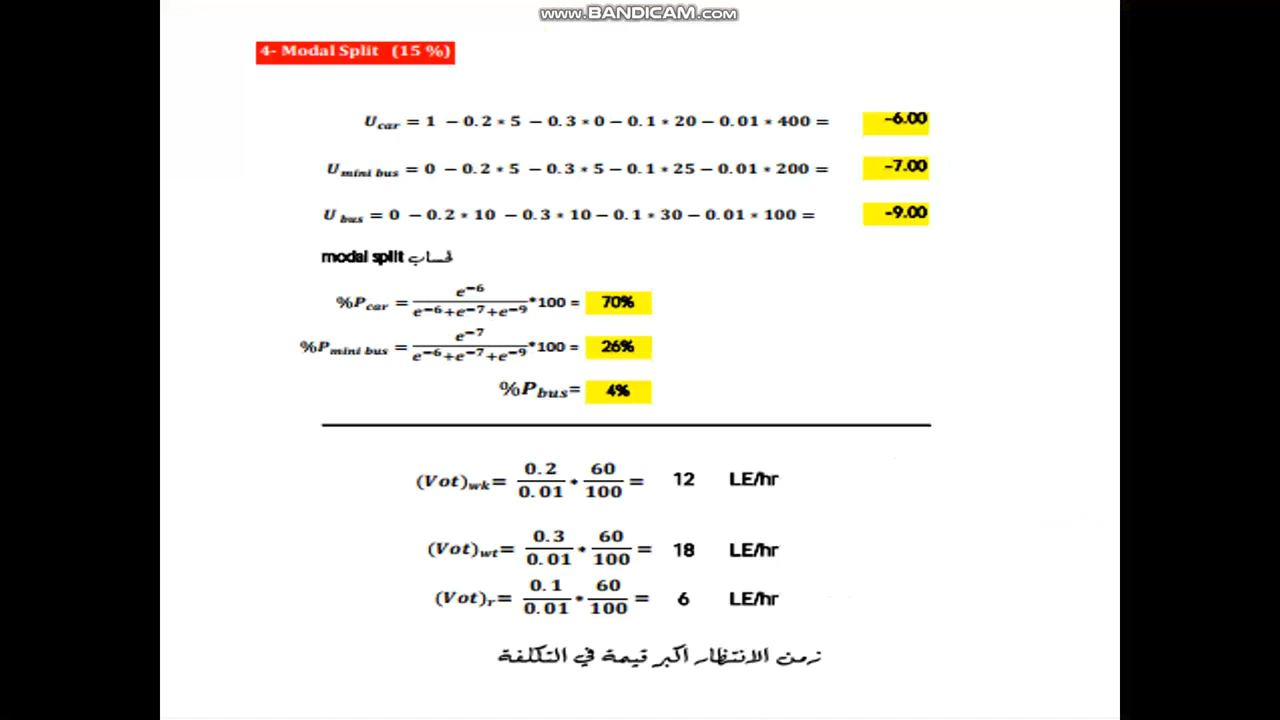 www.BANDICAM.com
4- Modal Split (15 %)
U_car = 1 − 0.2 * 5 − 0.3 * 0 − 0.1 * 20 − 0.01 * 400 = −6.00
U_mini bus = 0 − 0.2 * 5 − 0.3 * 5 − 0.1 * 25 − 0.01 * 200 = −7.00
U_bus = 0 − 0.2 * 10 − 0.3 * 10 − 0.1 * 30 − 0.01 * 100 = −9.00
لحساب modal split
%P_car = e^−6 / (e^−6+e^−7+e^−9) *100 = 70%
%P_mini bus = e^−7 / (e^−6+e^−7+e^−9) *100 = 26%
%P_bus= 4%
(Vot)_wk = 0.2/0.01 * 60/100 = 12 LE/hr
(Vot)_wt = 0.3/0.01 * 60/100 = 18 LE/hr
(Vot)_r = 0.1/0.01 * 60/100 = 6 LE/hr
زمن الانتظار أكبر قيمة في التكلفة